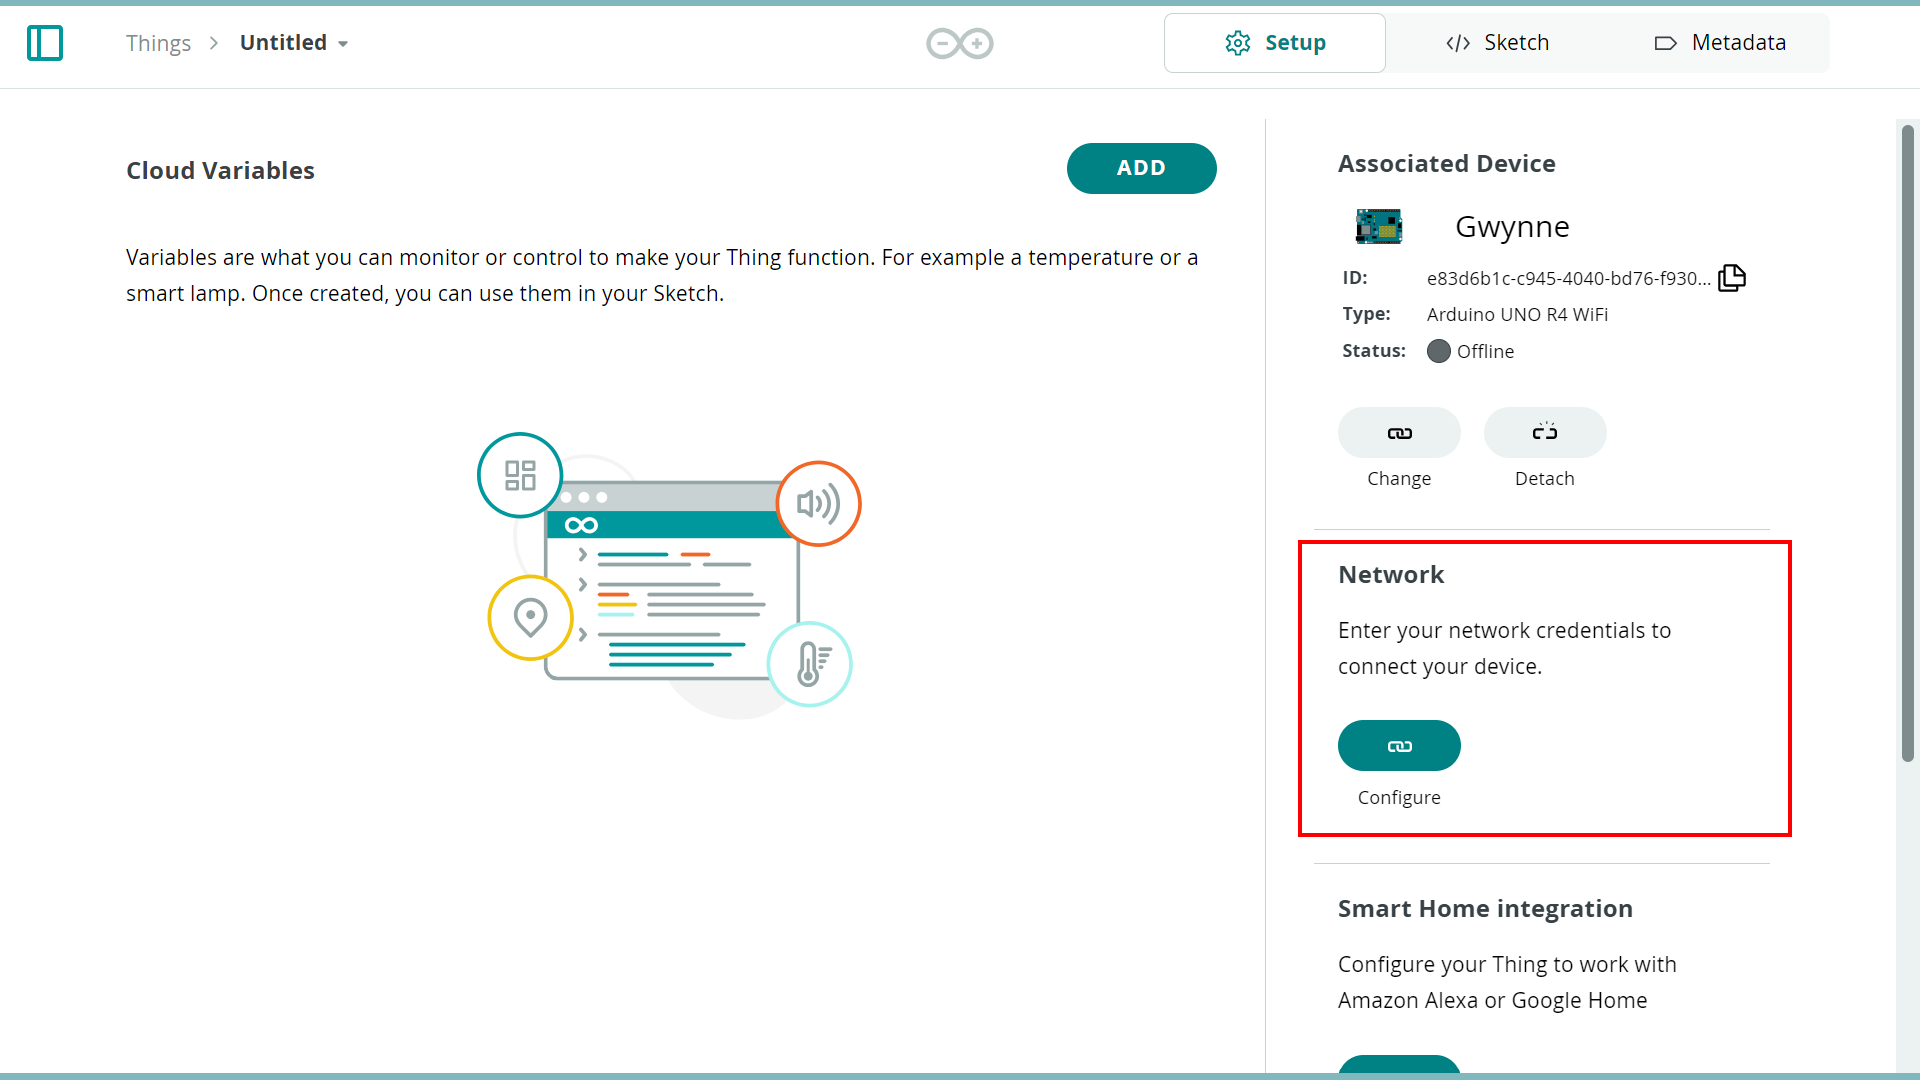 Things > Untitled
Setup
Sketch
Metadata
Cloud Variables
ADD
Variables are what you can monitor or control to make your Thing function. For example a temperature or a
smart lamp. Once created, you can use them in your Sketch.
Associated Device
Gwynne
ID: e83d6b1c-c945-4040-bd76-f930...
Type: Arduino UNO R4 WiFi
Status: Offline
Change
Detach
Network
Enter your network credentials to
connect your device.
Configure
Smart Home integration
Configure your Thing to work with
Amazon Alexa or Google Home